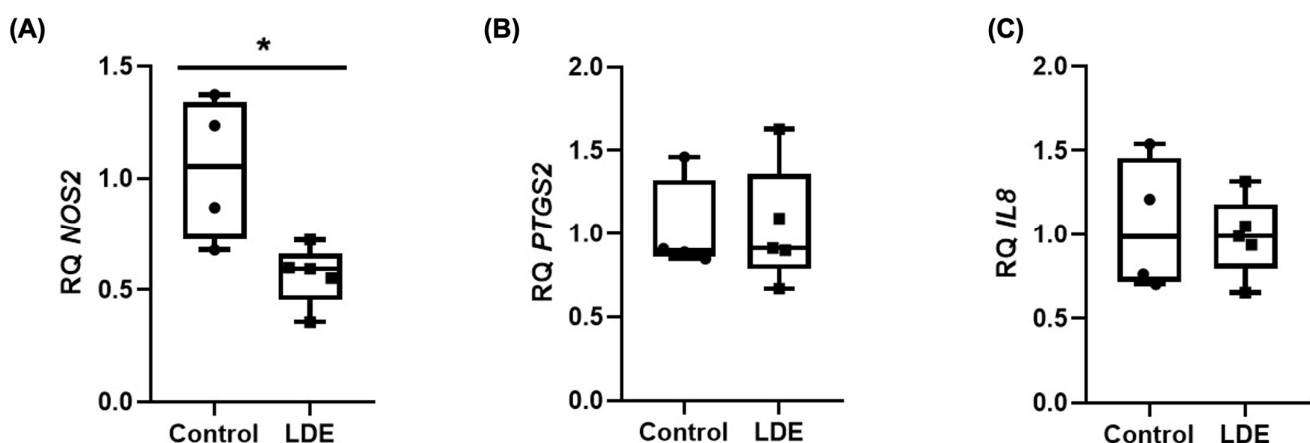 (A)
*
RQ NOS2
1.5
1.0
0.5
0.0
Control LDE
(B)
RQ PTGS2
2.0
1.5
1.0
0.5
0.0
Control LDE
(C)
RQ IL8
2.0
1.5
1.0
0.5
0.0
Control LDE